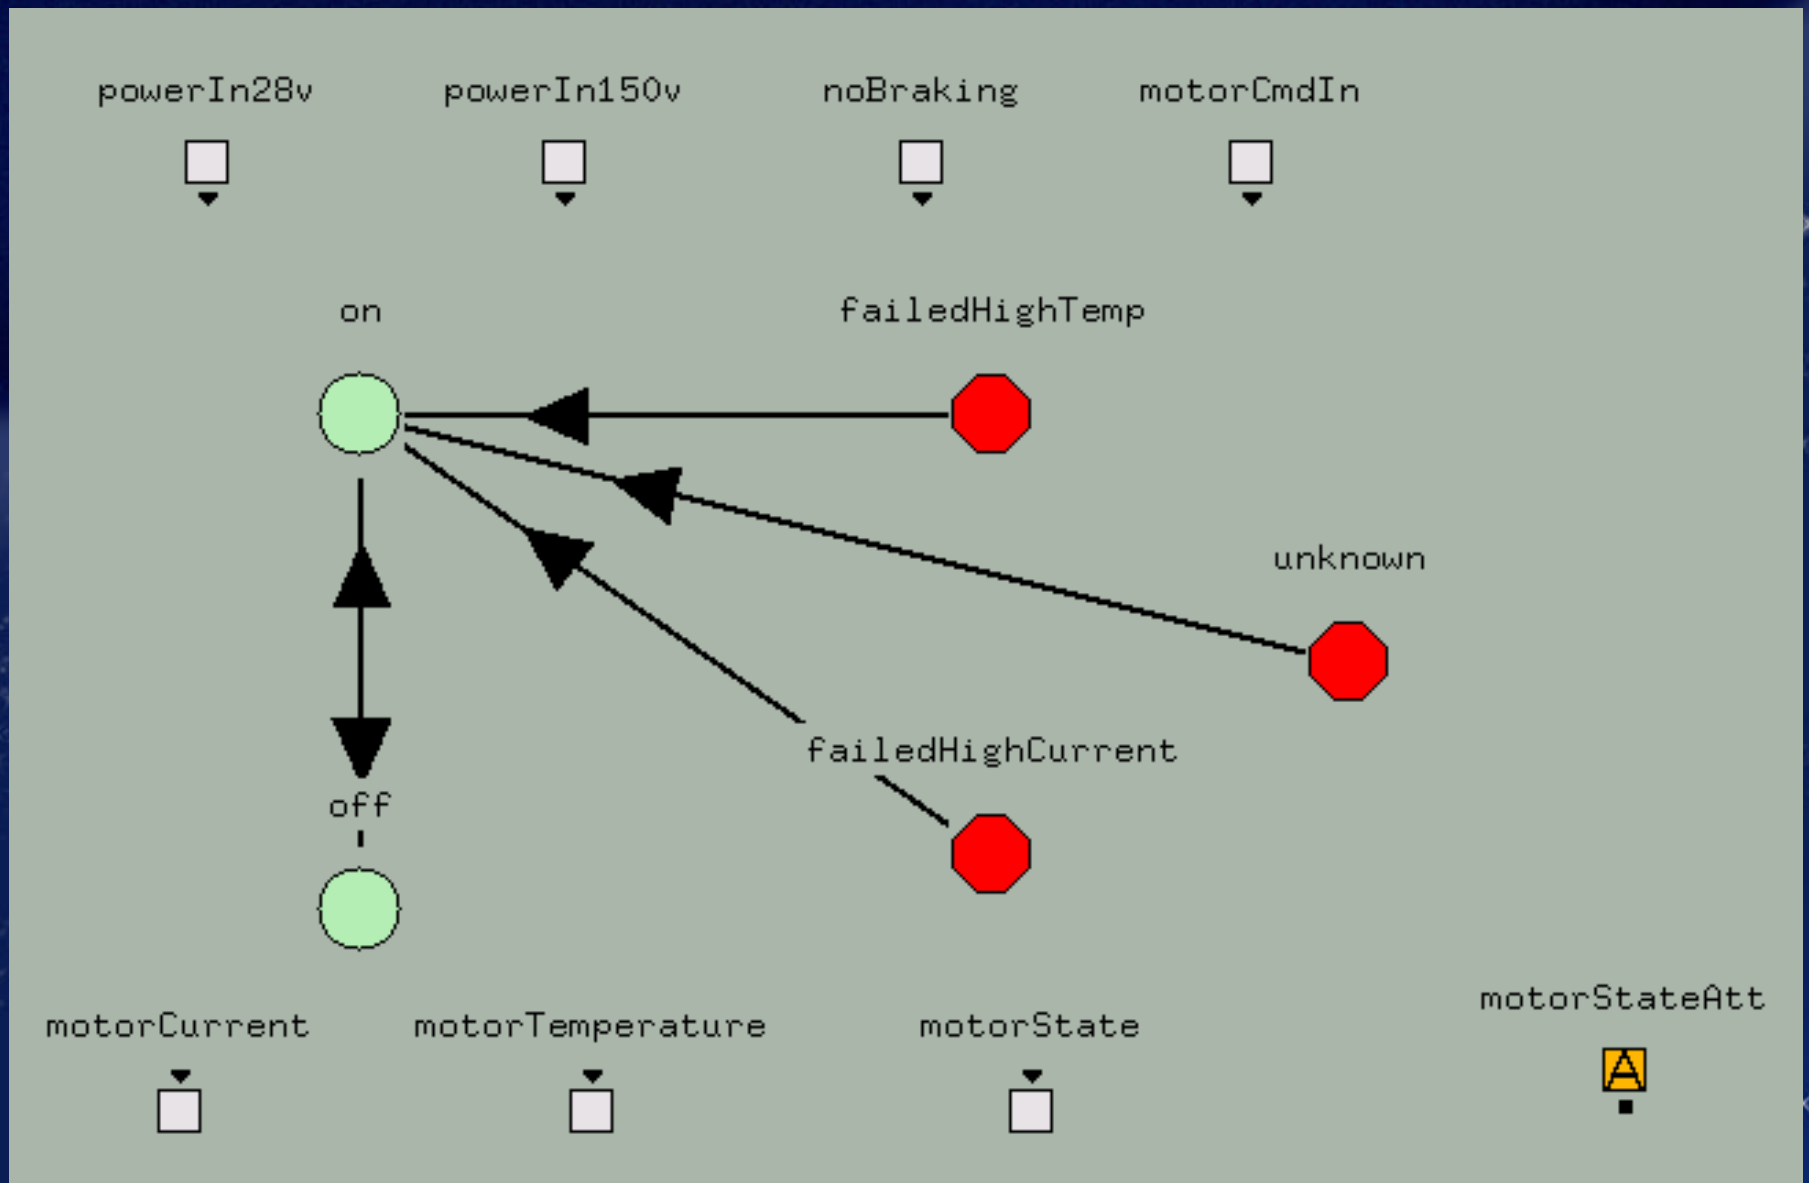 powerIn28v
powerIn150v
noBraking
motorCmdIn
on
failedHighTemp
unknown
failedHighCurrent
off
motorStateAtt
motorCurrent
motorTemperature
motorState
A